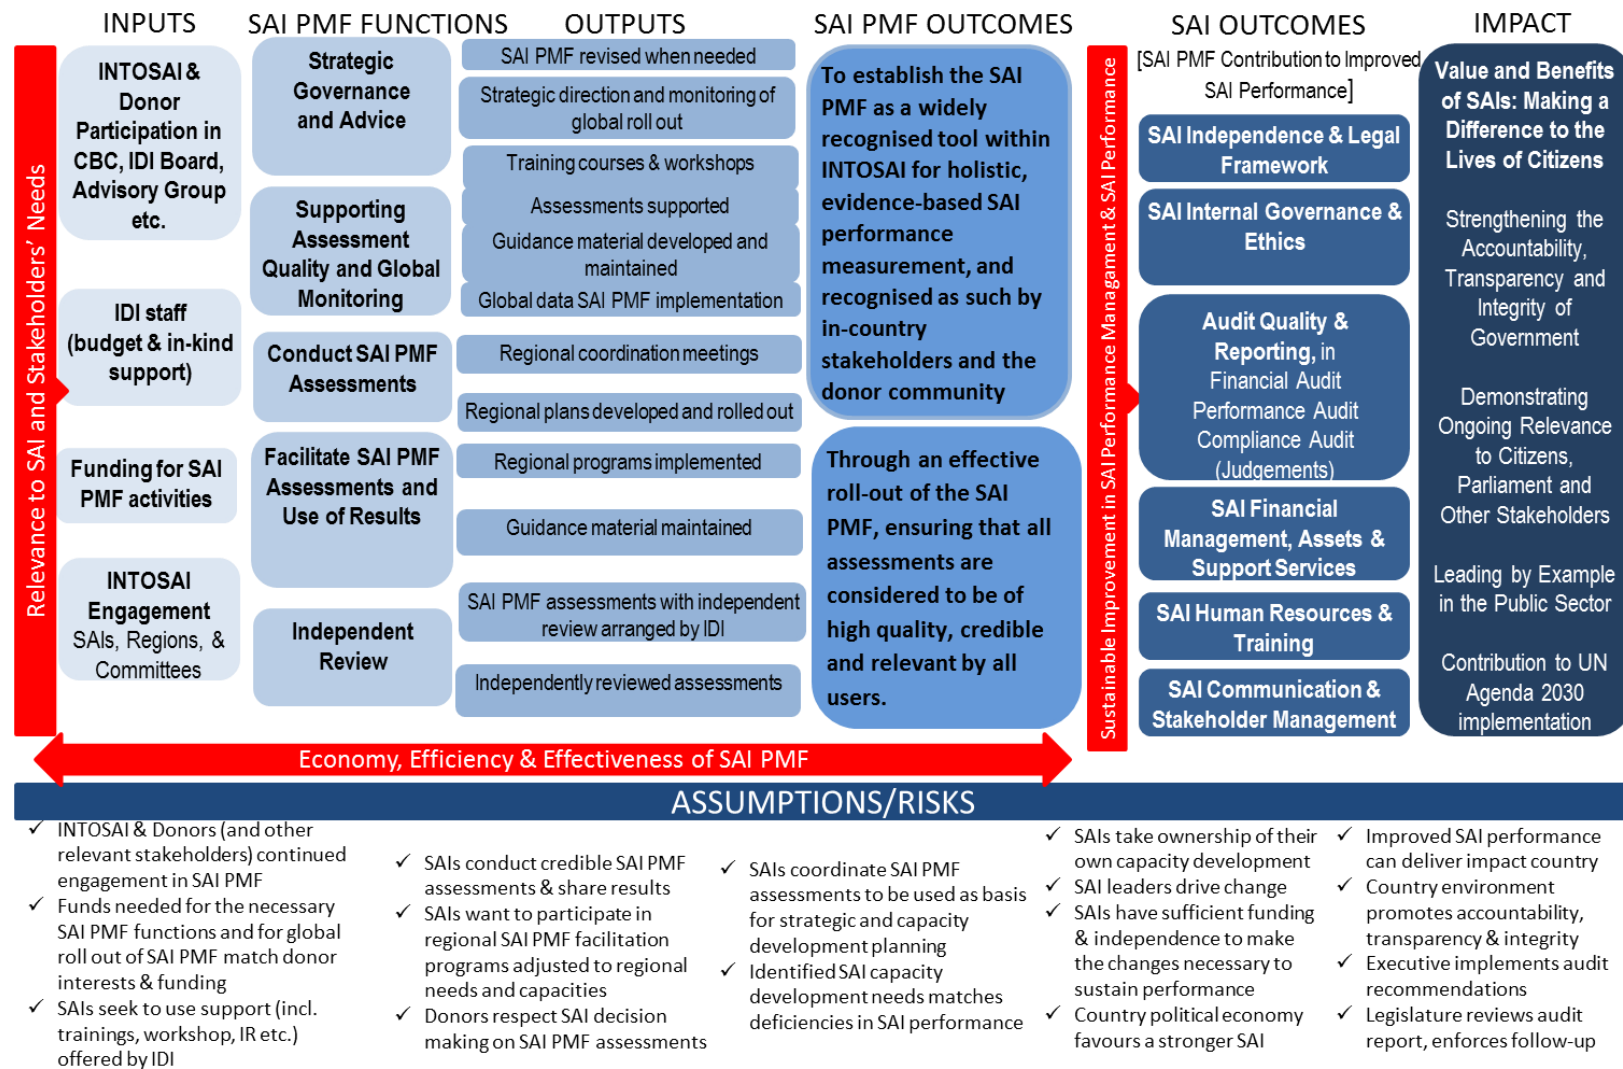 INPUTS
INTOSAI &
Donor
Participation in
CBC, IDI Board,
Advisory Group
etc.
IDI staff
(budget & in-kind
support)
Funding for SAI
PMF activities
INTOSAI
Engagement
SAIs, Regions, &
Committees
Relevance to SAI and Stakeholders' Needs
SAI PMF FUNCTIONS
Strategic
Governance
and Advice
Supporting
Assessment
Quality and Global
Monitoring
Conduct SAI PMF
Assessments
Facilitate SAI PMF
Assessments and
Use of Results
Independent
Review
OUTPUTS
SAI PMF revised when needed
Strategic direction and monitoring of
global roll out
Training courses & workshops
Assessments supported
Guidance material developed and
maintained
Global data SAI PMF implementation
Regional coordination meetings
Regional plans developed and rolled out
Regional programs implemented
Guidance material maintained
SAI PMF assessments with independent
review arranged by IDI
Independently reviewed assessments
SAI PMF OUTCOMES
To establish the SAI
PMF as a widely
recognised tool within
INTOSAI for holistic,
evidence-based SAI
performance
measurement, and
recognised as such by
in-country
stakeholders and the
donor community
Through an effective
roll-out of the SAI
PMF, ensuring that all
assessments are
considered to be of
high quality, credible
and relevant by all
users.
Sustainable Improvement in SAI Performance Managament & SAI Performance
SAI OUTCOMES
[SAI PMF Contribution to Improved
SAI Performance]
SAI Independence & Legal
Framework
SAI Internal Governance &
Ethics
Audit Quality &
Reporting, in
Financial Audit
Performance Audit
Compliance Audit
(Judgements)
SAI Financial
Management, Assets &
Support Services
SAI Human Resources &
Training
SAI Communication &
Stakeholder Management
IMPACT
Value and Benefits
of SAIs: Making a
Difference to the
Lives of Citizens
Strengthening the
Accountability,
Transparency and
Integrity of
Government
Demonstrating
Ongoing Relevance
to Citizens,
Parliament and
Other Stakeholders
Leading by Example
in the Public Sector
Contribution to UN
Agenda 2030
implementation
Economy, Efficiency & Effectiveness of SAI PMF
ASSUMPTIONS/RISKS
✓ INTOSAI & Donors (and other
relevant stakeholders) continued
engagement in SAI PMF
✓ Funds needed for the necessary
SAI PMF functions and for global
roll out of SAI PMF match donor
interests & funding
✓ SAIs seek to use support (incl.
trainings, workshop, IR etc.)
offered by IDI
✓ SAIs conduct credible SAI PMF
assessments & share results
✓ SAIs want to participate in
regional SAI PMF facilitation
programs adjusted to regional
needs and capacities
✓ Donors respect SAI decision
making on SAI PMF assessments
✓ SAIs coordinate SAI PMF
assessments to be used as basis
for strategic and capacity
development planning
✓ Identified SAI capacity
development needs matches
deficiencies in SAI performance
✓ SAIs take ownership of their
own capacity development
✓ SAI leaders drive change
✓ SAIs have sufficient funding
& independence to make
the changes necessary to
sustain performance
✓ Country political economy
favours a stronger SAI
✓ Improved SAI performance
can deliver impact country
✓ Country environment
promotes accountability,
transparency & integrity
✓ Executive implements audit
recommendations
✓ Legislature reviews audit
report, enforces follow-up